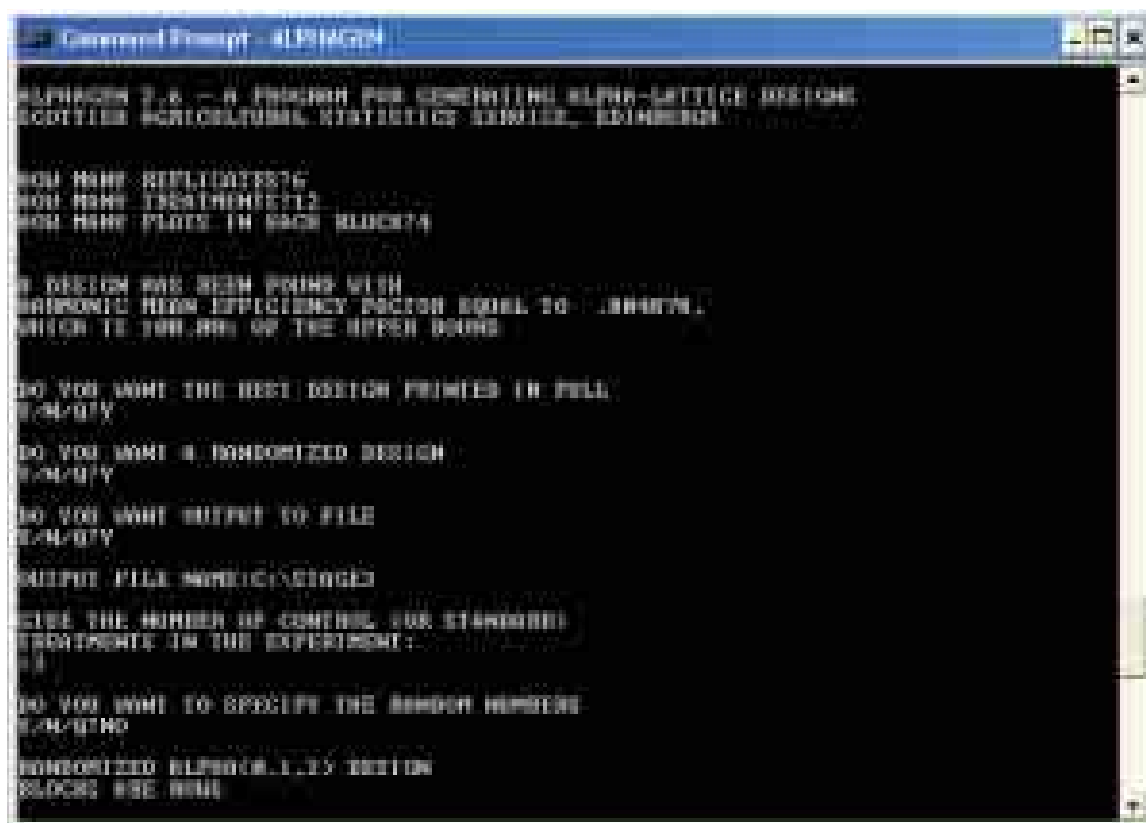 Command Prompt - ALPHAGEN
ALPHAGEN - A PROGRAM FOR GENERATING ALPHA-LATTICE DESIGNS
SCOTTISH AGRICULTURAL STATISTICS SERVICE, EDINBURGH
HOW MANY REPLICATES?6
HOW MANY TREATMENTS?12
HOW MANY PLOTS IN EACH BLOCK?4
A DESIGN HAS BEEN FOUND WITH
HARMONIC MEAN EFFICIENCY FACTOR EQUAL TO
WHICH IS OF THE UPPER BOUND
DO YOU WANT THE BEST DESIGN PRINTED IN FULL
Y/N/Q?Y
DO YOU WANT A RANDOMIZED DESIGN
Y/N/Q?Y
DO YOU WANT OUTPUT TO FILE
Y/N/Q?Y
OUTPUT FILE NAME:
GIVE THE NUMBER OF CONTROL (OR STANDARD)
TREATMENTS IN THE EXPERIMENT:
DO YOU WANT TO SPECIFY THE RANDOM NUMBERS
Y/N/Q?NO
RANDOMIZED DESIGN
BLOCKS ARE ROWS